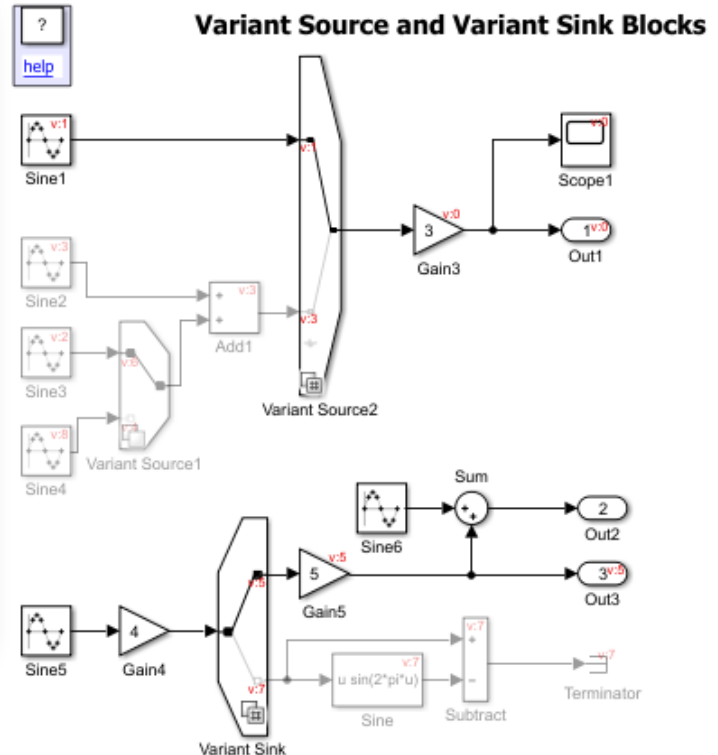 ?
Variant Source and Variant Sink Blocks
help
v:1
Sine1
v:1
v:0
Scope1
3
v:0
Gain3
1
v:0
Out1
v:3
Sine2
v:3
Add1
v:3
v:2
Sine3
v:6
v:8
Sine4
Variant Source1
Variant Source2
Sum
Sine6
2
Out2
v:5
5
v:5
Gain5
3
v:5
Out3
Sine5
4
Gain4
v:7
v:7
u sin(2*pi*u)
Sine
v:7
Subtract
v:7
Terminator
Variant Sink